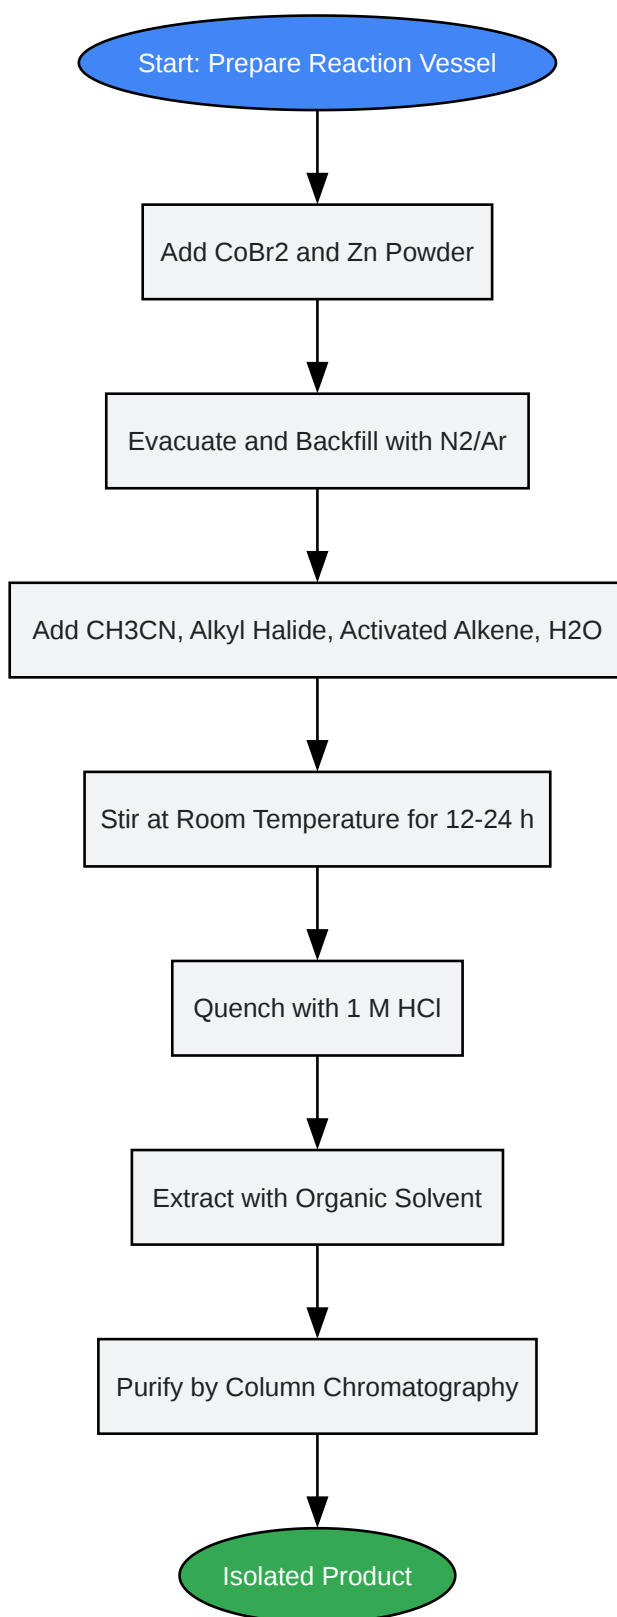 Start: Prepare Reaction Vessel
Add CoBr2 and Zn Powder
Evacuate and Backfill with N2/Ar
Add CH3CN, Alkyl Halide, Activated Alkene, H2O
Stir at Room Temperature for 12-24 h
Quench with 1 M HCl
Extract with Organic Solvent
Purify by Column Chromatography
Isolated Product